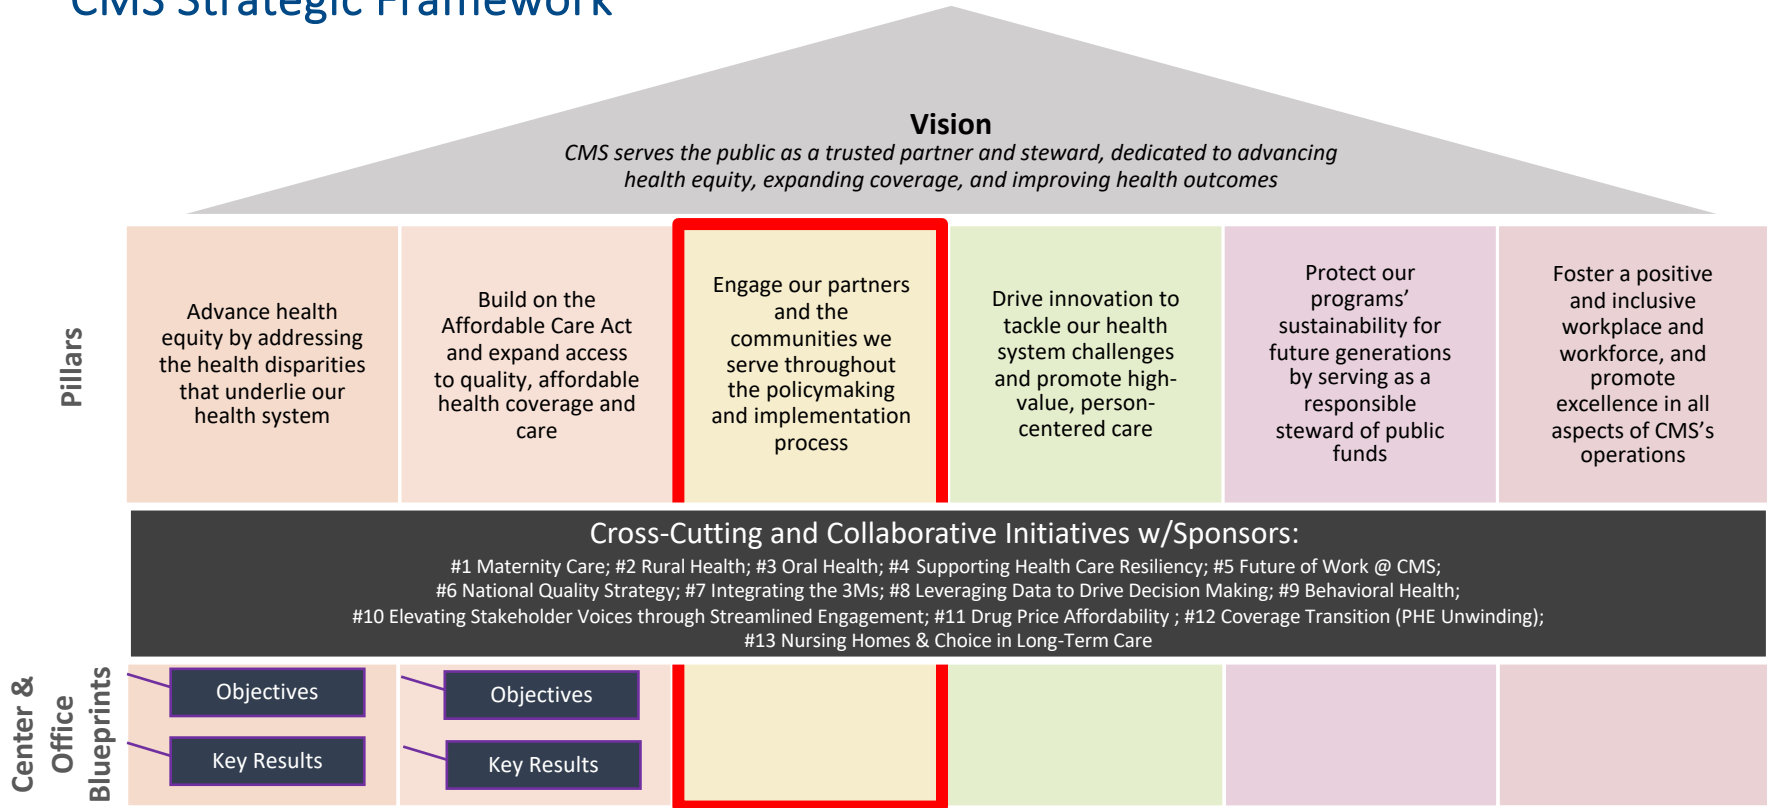 CMS Strategic Framework
Vision
CMS serves the public as a trusted partner and steward, dedicated to advancing
health equity, expanding coverage, and improving health outcomes
Pillars
Advance health
equity by addressing
the health disparities
that underlie our
health system
Build on the
Affordable Care Act
and expand access
to quality, affordable
health coverage and
care
Engage our partners
and the
communities we
serve throughout
the policymaking
and implementation
process
Drive innovation to
tackle our health
system challenges
and promote high-
value, person-
centered care
Protect our
programs’
sustainability for
future generations
by serving as a
responsible
steward of public
funds
Foster a positive
and inclusive
workplace and
workforce, and
promote
excellence in all
aspects of CMS’s
operations
Cross-Cutting and Collaborative Initiatives w/Sponsors:
#1 Maternity Care; #2 Rural Health; #3 Oral Health; #4 Supporting Health Care Resiliency; #5 Future of Work @ CMS;
#6 National Quality Strategy; #7 Integrating the 3Ms; #8 Leveraging Data to Drive Decision Making; #9 Behavioral Health;
#10 Elevating Stakeholder Voices through Streamlined Engagement; #11 Drug Price Affordability ; #12 Coverage Transition (PHE Unwinding);
#13 Nursing Homes & Choice in Long-Term Care
Center &
Office
Blueprints
Objectives
Key Results
Objectives
Key Results